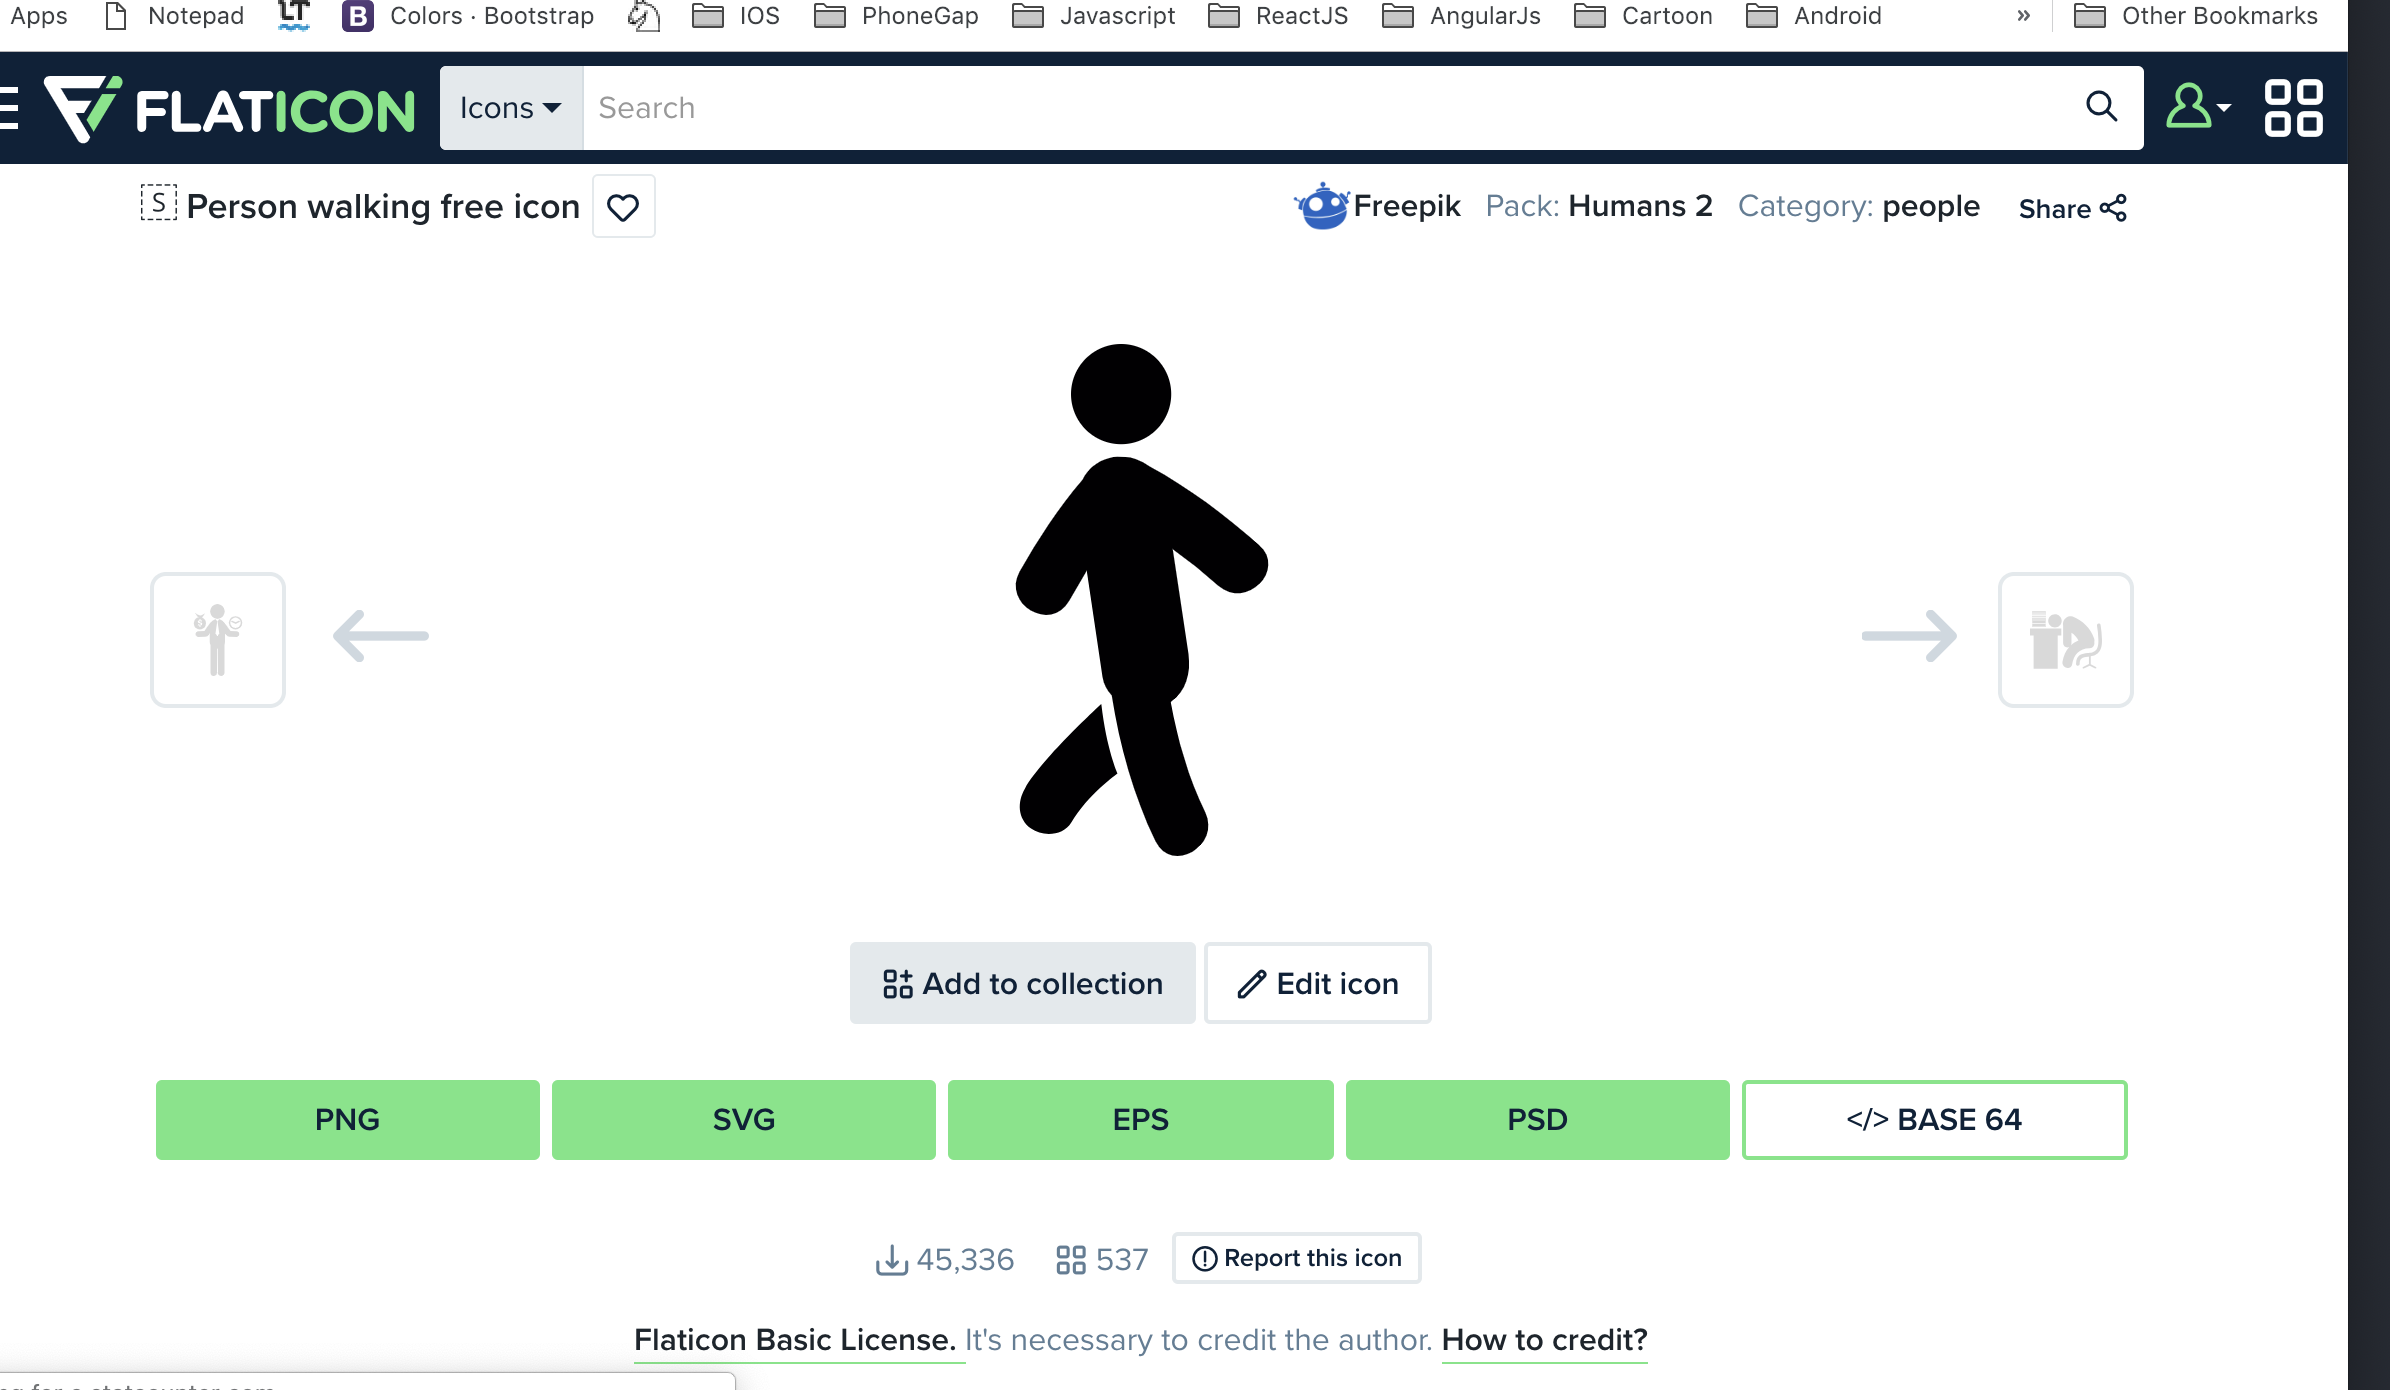 Apps Notepad LT B Colors · Bootstrap IOS PhoneGap Javascript ReactJS AngularJs Cartoon Android » Other Bookmarks
FLATICON Icons Search
S Person walking free icon Freepik Pack: Humans 2 Category: people Share
Add to collection Edit icon
PNG SVG EPS PSD </> BASE 64
45,336 537 Report this icon
Flaticon Basic License. It's necessary to credit the author. How to credit?